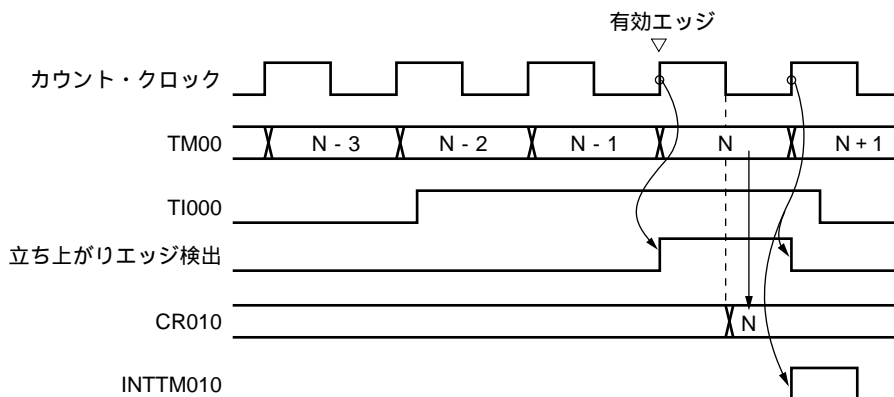 有効エッジ
カウント・クロック
TM00 N - 3 N - 2 N - 1 N N + 1
TI000
立ち上がりエッジ検出
CR010 N
INTTM010